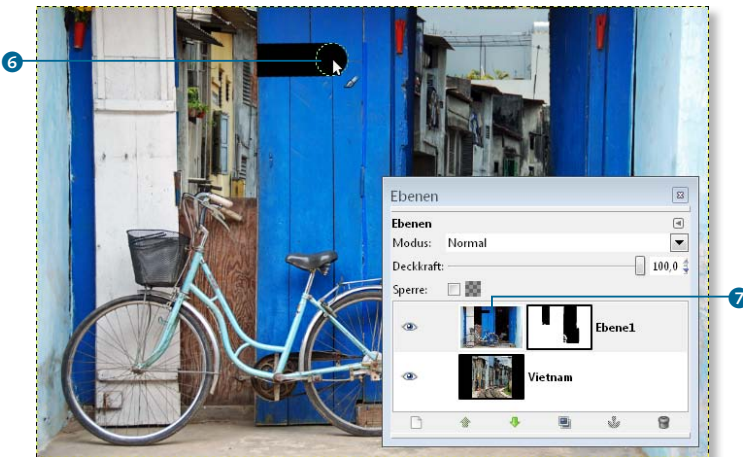 6
Ebenen
Ebenen
Modus: Normal
Deckkraft: 100,0
Sperre:
7
Ebene1
Vietnam